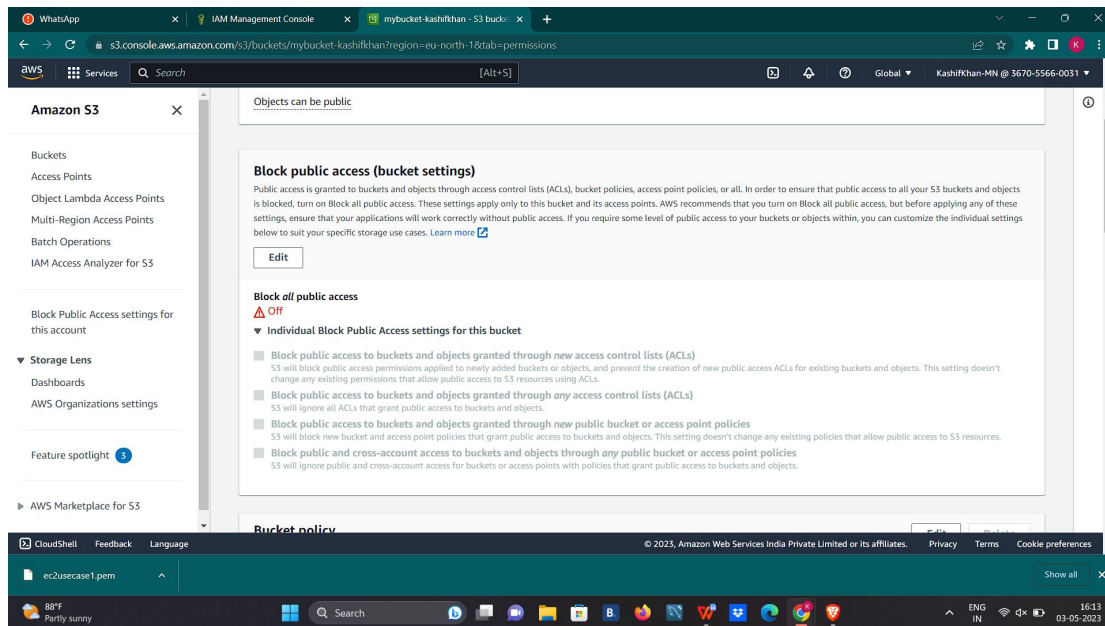 WhatsApp
IAM Management Console
mybucket-kashifkhan - S3 bucket
s3.console.aws.amazon.com/s3/buckets/mybucket-kashifkhan?region=eu-north-1&tab=permissions
K
aws
Services
Search
[Alt+S]
Global
KashifKhan-MN @ 3670-5566-0031
Amazon S3
Buckets
Access Points
Object Lambda Access Points
Multi-Region Access Points
Batch Operations
IAM Access Analyzer for S3
Block Public Access settings for
this account
Storage Lens
Dashboards
AWS Organizations settings
Feature spotlight 3
AWS Marketplace for S3
Objects can be public
Block public access (bucket settings)
Public access is granted to buckets and objects through access control lists (ACLs), bucket policies, access point policies, or all. In order to ensure that public access to all your S3 buckets and objects
is blocked, turn on Block all public access. These settings apply only to this bucket and its access points. AWS recommends that you turn on Block all public access, but before applying any of these
settings, ensure that your applications will work correctly without public access. If you require some level of public access to your buckets or objects within, you can customize the individual settings
below to suit your specific storage use cases. Learn more
Edit
Block all public access
Off
Individual Block Public Access settings for this bucket
Block public access to buckets and objects granted through new access control lists (ACLs)
S3 will block public access permissions applied to newly added buckets or objects, and prevent the creation of new public access ACLs for existing buckets and objects. This setting doesn't
change any existing permissions that allow public access to S3 resources using ACLs.
Block public access to buckets and objects granted through any access control lists (ACLs)
S3 will ignore all ACLs that grant public access to buckets and objects.
Block public access to buckets and objects granted through new public bucket or access point policies
S3 will block new bucket and access point policies that grant public access to buckets and objects. This setting doesn't change any existing policies that allow public access to S3 resources.
Block public and cross-account access to buckets and objects through any public bucket or access point policies
S3 will ignore public and cross-account access for buckets or access points with policies that grant public access to buckets and objects.
Bucket policy
Edit
Delete
CloudShell
Feedback
Language
© 2023, Amazon Web Services India Private Limited or its affiliates.
Privacy
Terms
Cookie preferences
ec2usecase1.pem
Show all
88°F
Partly sunny
Search
B.
ENG
IN
16:13
03-05-2023